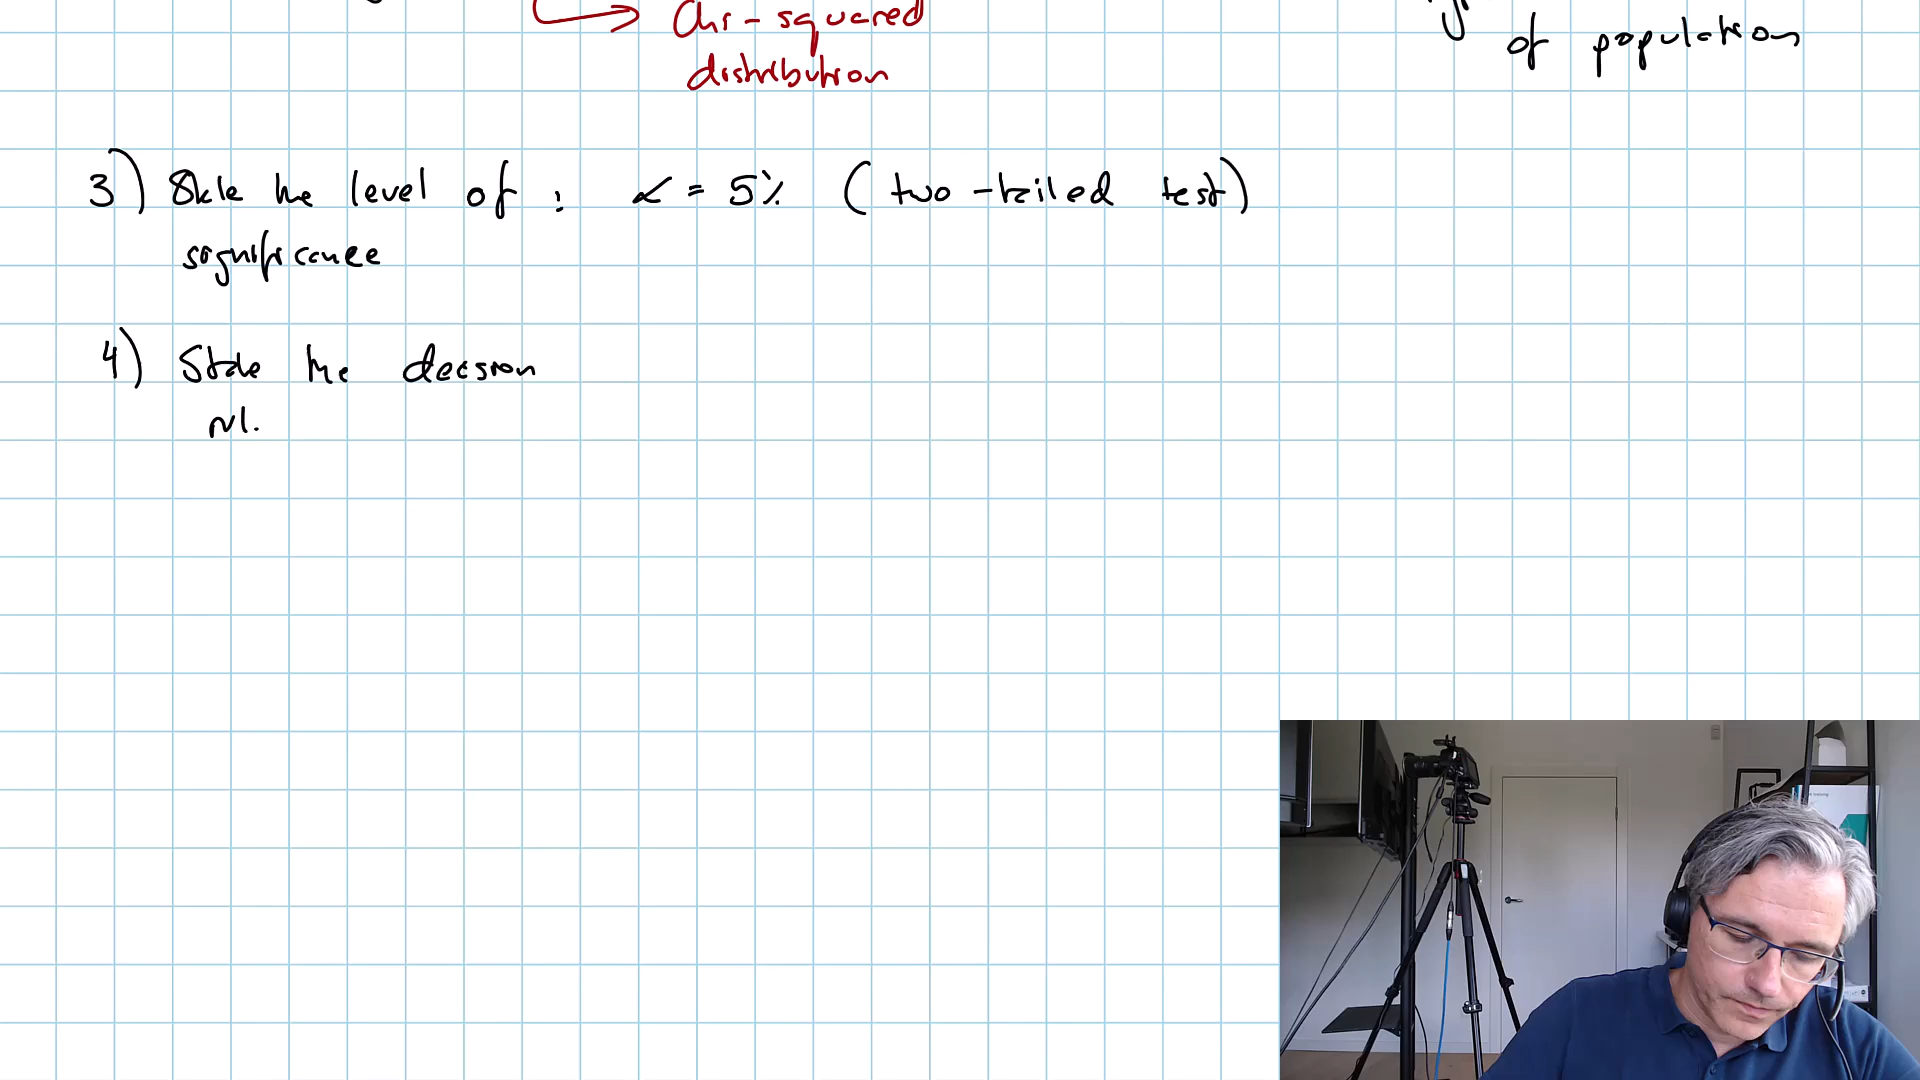 Chi-squared
distribution
of population
3) State the level of : α = 5% (two-tailed test)
significance
4) State the decision
rul